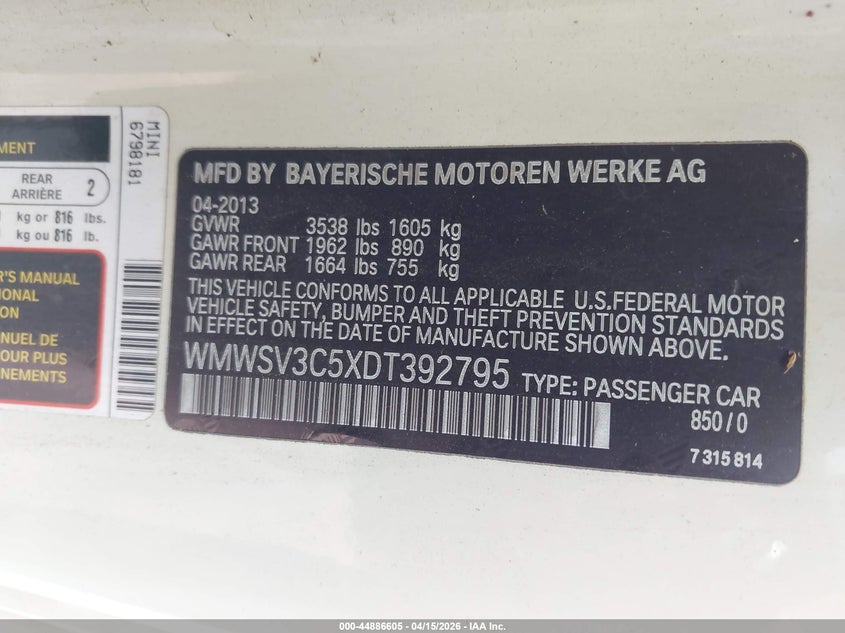 MENT
REAR
ARRIÈRE
2
kg or 816 lbs.
kg ou 816 lb.
R'S MANUAL
IONAL
ION
NUEL DE
OUR PLUS
NEMENTS
MINI
6798181
MFD BY BAYERISCHE MOTOREN WERKE AG
04-2013
GVWR 3538 lbs 1605 kg
GAWR FRONT 1962 lbs 890 kg
GAWR REAR 1664 lbs 755 kg
THIS VEHICLE CONFORMS TO ALL APPLICABLE U.S.FEDERAL MOTOR
VEHICLE SAFETY, BUMPER AND THEFT PREVENTION STANDARDS
IN EFFECT ON THE DATE OF MANUFACTURE SHOWN ABOVE.
WMWSV3C5XDT392795 TYPE: PASSENGER CAR
850/0
7 315 814
000-44886605 - 04/15/2026 - IAA Inc.